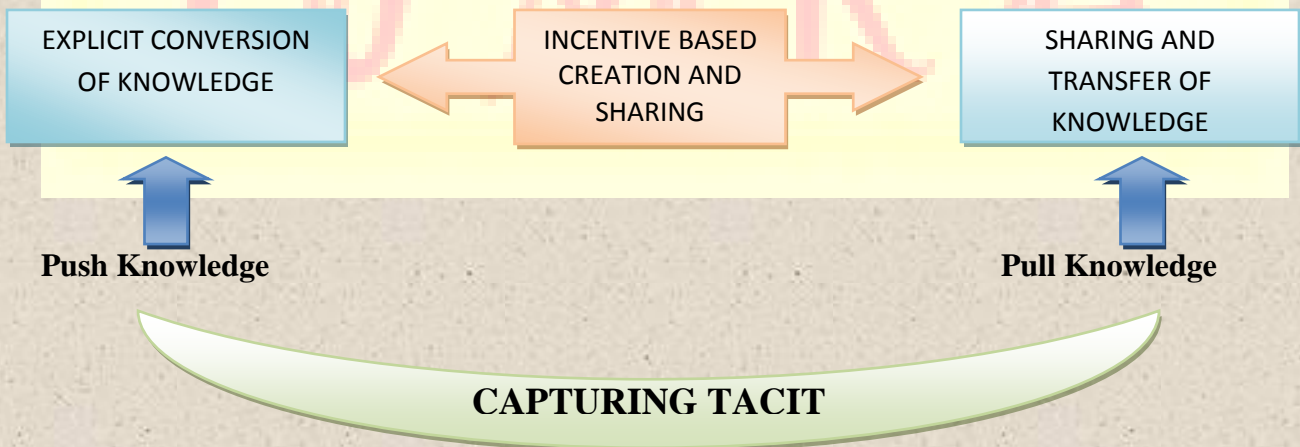 EXPLICIT CONVERSION
OF KNOWLEDGE
INCENTIVE BASED
CREATION AND
SHARING
SHARING AND
TRANSFER OF
KNOWLEDGE
Push Knowledge
Pull Knowledge
CAPTURING TACIT